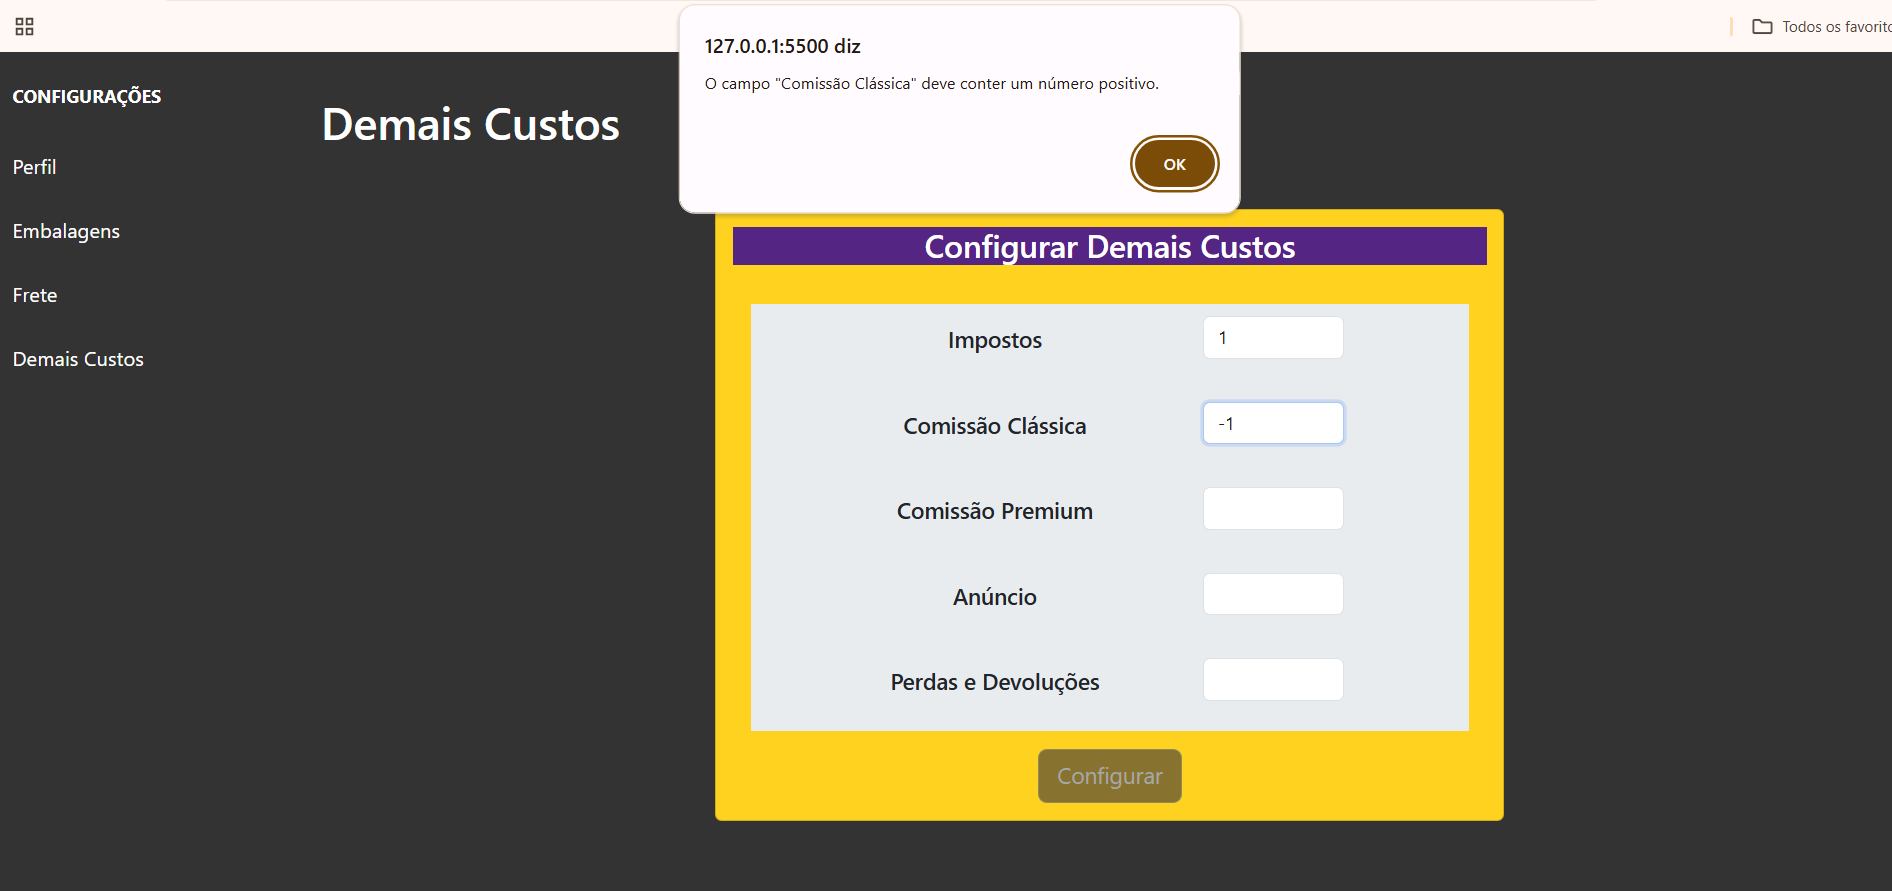 Todos os favorito
127.0.0.1:5500 diz
O campo "Comissão Clássica" deve conter um número positivo.
OK
CONFIGURAÇÕES
Perfil
Embalagens
Frete
Demais Custos
Demais Custos
Configurar Demais Custos
Impostos 1
Comissão Clássica -1
Comissão Premium
Anúncio
Perdas e Devoluções
Configurar